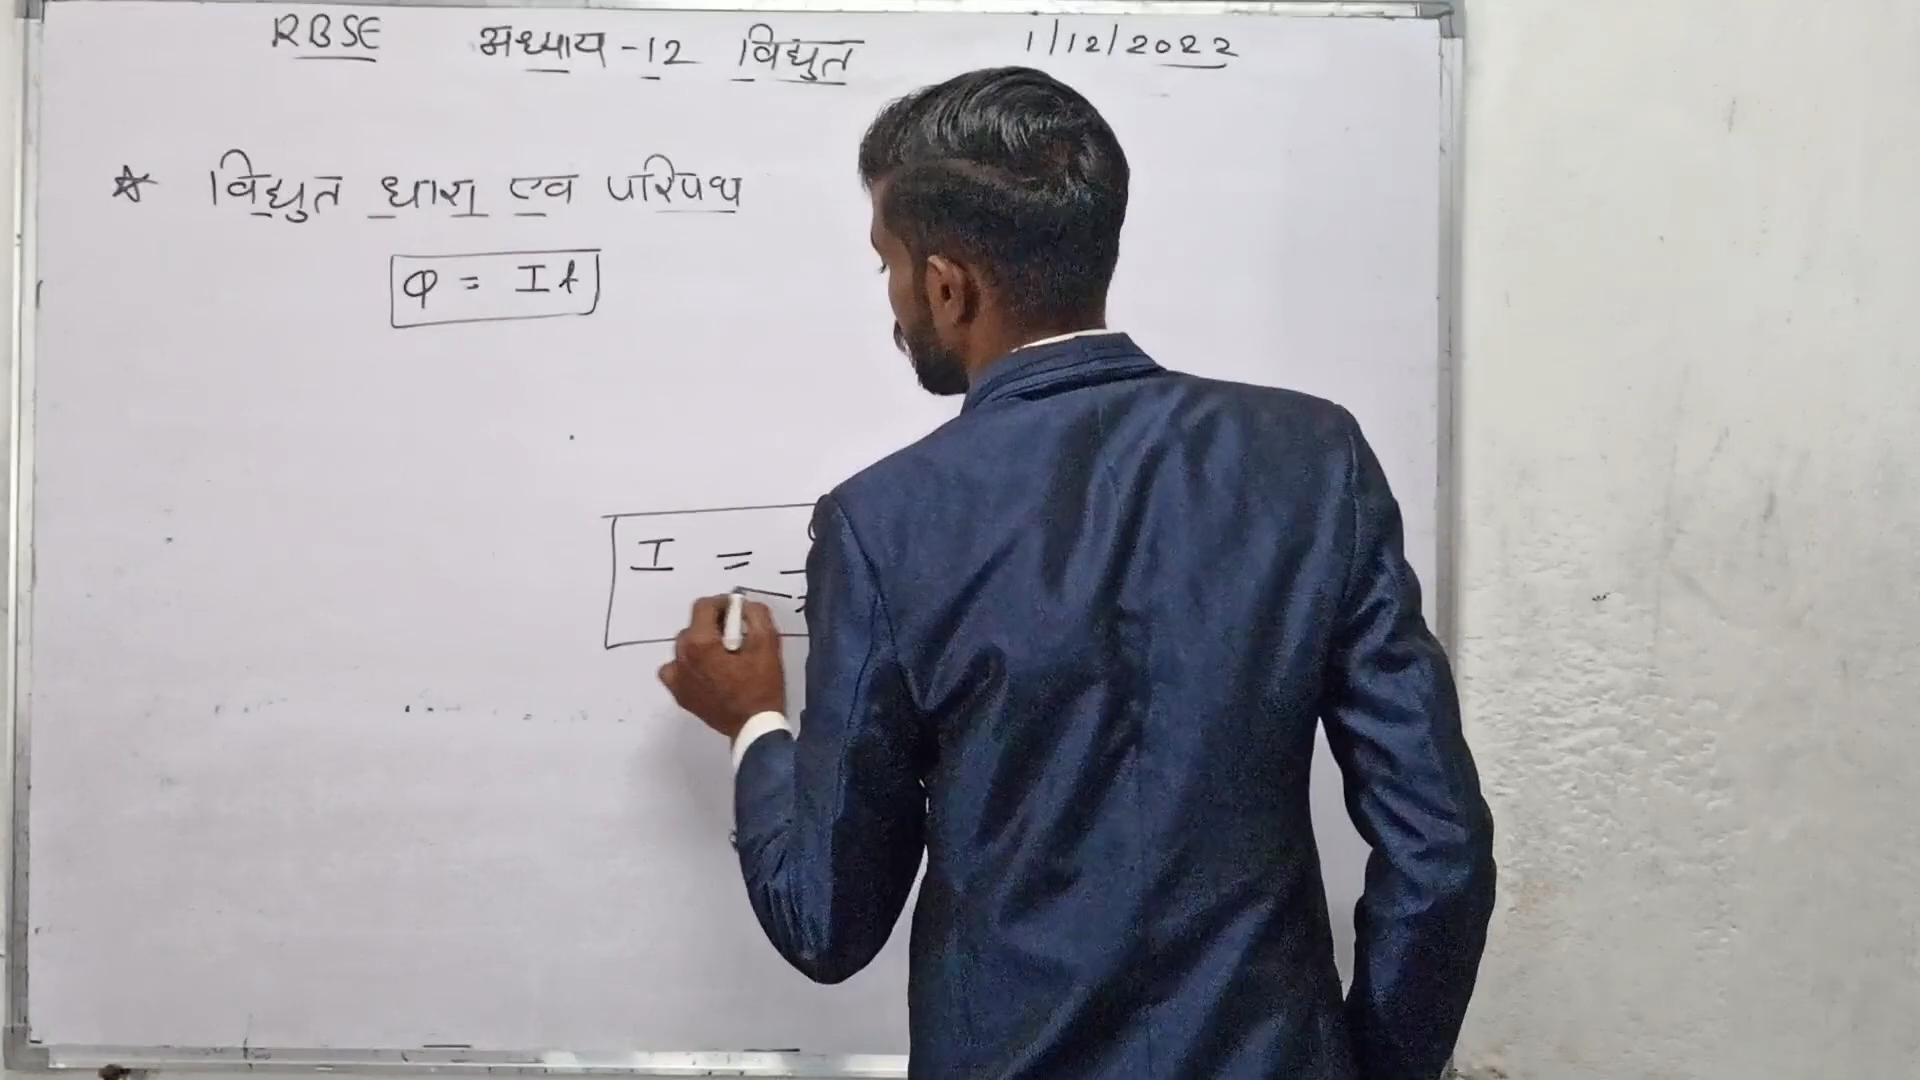 RBSE अध्याय -12 विद्युत 1/12/2022
☆ विद्युत धारा एव परिपथ
Q = It
I =